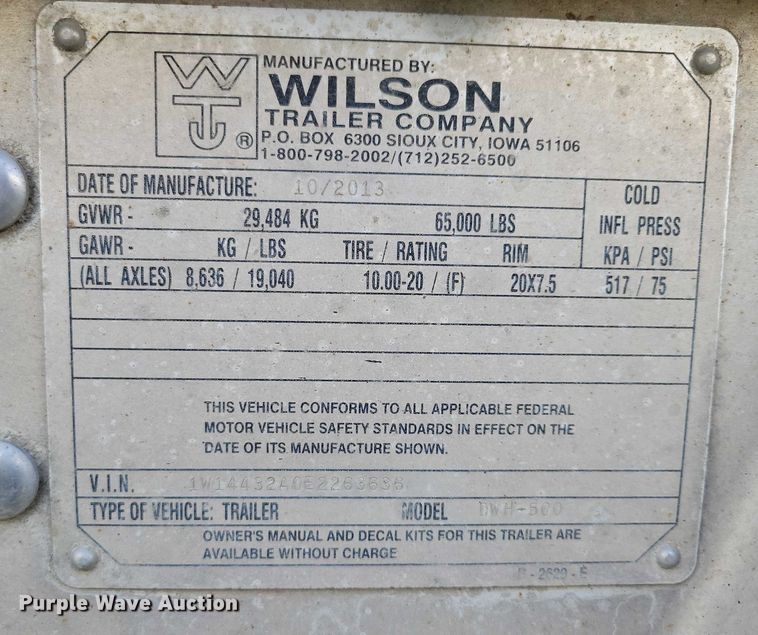 WTC ®
MANUFACTURED BY:
WILSON
TRAILER COMPANY
P.O. BOX 6300 SIOUX CITY, IOWA 51106
1-800-798-2002/(712)252-6500
DATE OF MANUFACTURE: 10/2013
COLD
GVWR - 29,484 KG 65,000 LBS
INFL PRESS
GAWR - KG / LBS TIRE / RATING RIM KPA / PSI
(ALL AXLES) 8,636 / 19,040 10.00-20 / (F) 20X7.5 517 / 75
THIS VEHICLE CONFORMS TO ALL APPLICABLE FEDERAL
MOTOR VEHICLE SAFETY STANDARDS IN EFFECT ON THE
DATE OF ITS MANUFACTURE SHOWN.
V.I.N.
TYPE OF VEHICLE: TRAILER MODEL DWH-500
OWNER'S MANUAL AND DECAL KITS FOR THIS TRAILER ARE
AVAILABLE WITHOUT CHARGE
Purple Wave Auction